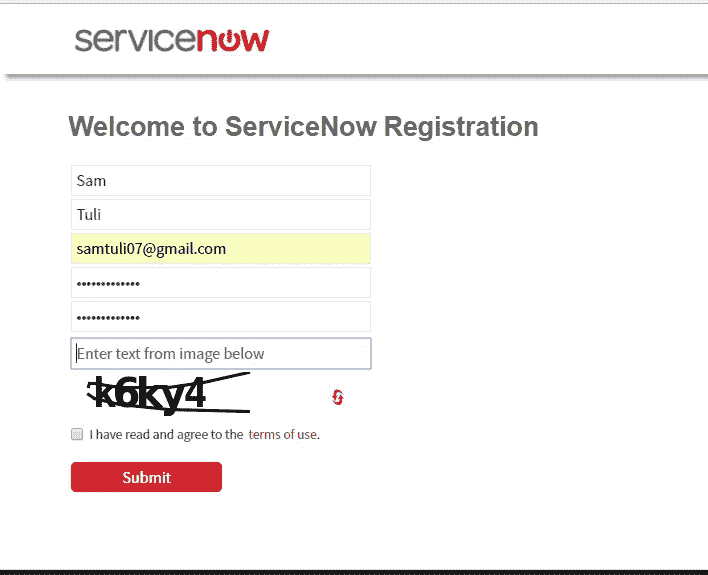 servicenow
Welcome to ServiceNow Registration
Sam
Tuli
samtuli07@gmail.com
•••••••••••••
•••••••••••••
Enter text from image below
k6ky4
I have read and agree to the terms of use.
Submit